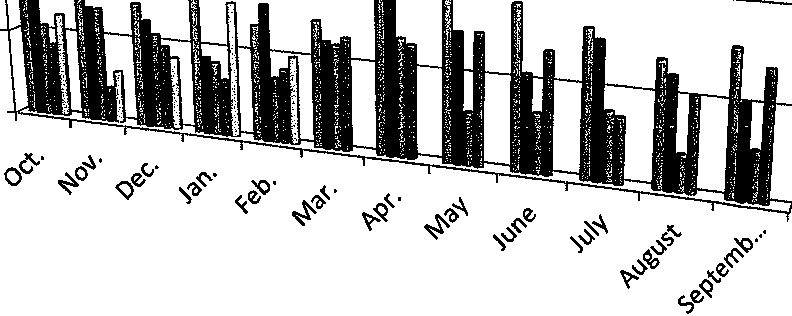 Oct.
Nov.
Dec.
Jan.
Feb.
Mar.
Apr.
May
June
July
August
Septemb...